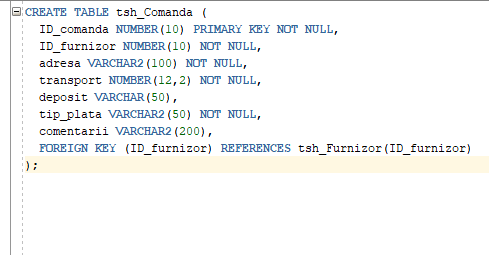 CREATE TABLE tsh_Comanda (
ID_comanda NUMBER(10) PRIMARY KEY NOT NULL,
ID_furnizor NUMBER(10) NOT NULL,
adresa VARCHAR2(100) NOT NULL,
transport NUMBER(12,2) NOT NULL,
deposit VARCHAR(50),
tip_plata VARCHAR2(50) NOT NULL,
comentarii VARCHAR2(200),
FOREIGN KEY (ID_furnizor) REFERENCES tsh_Furnizor(ID_furnizor)
);